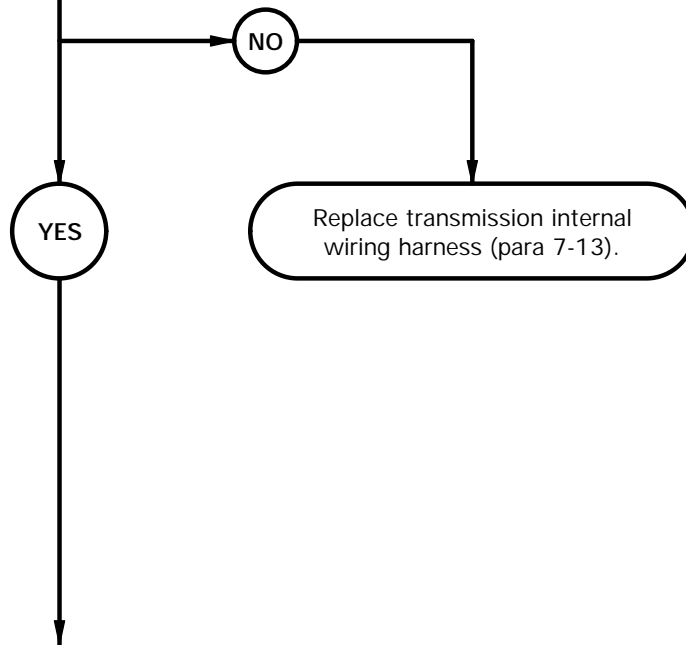 NO
YES
Replace transmission internal
wiring harness (para 7-13).